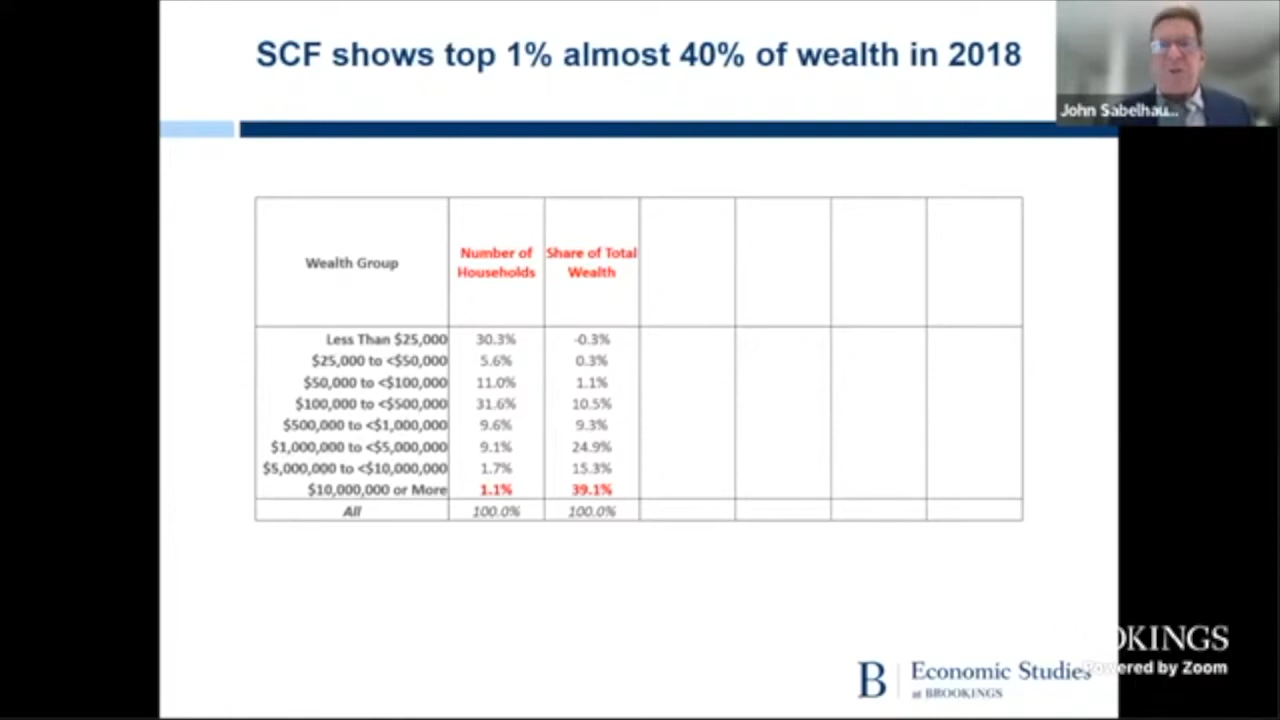 SCF shows top 1% almost 40% of wealth in 2018
John Sabelhau...
Wealth Group
Number of Households
Share of Total Wealth
Less Than $25,000 30.3% -0.3%
$25,000 to <$50,000 5.6% 0.3%
$50,000 to <$100,000 11.0% 1.1%
$100,000 to <$500,000 31.6% 10.5%
$500,000 to <$1,000,000 9.6% 9.3%
$1,000,000 to <$5,000,000 9.1% 24.9%
$5,000,000 to <$10,000,000 1.7% 15.3%
$10,000,000 or More 1.1% 39.1%
All 100.0% 100.0%
B
Economic Studies
at BROOKINGS
OKINGS
Powered by Zoom